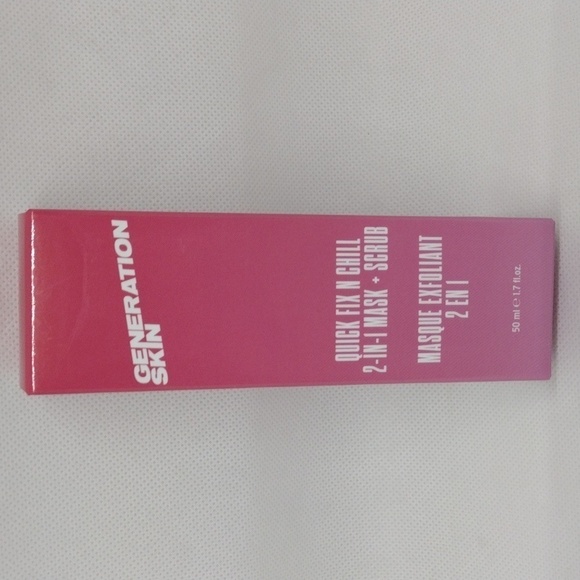 GENERATION
SKIN
QUICK FIX N CHILL
2-IN-1 MASK + SCRUB
MASQUE EXFOLIANT
2 EN 1
50 ml ℮ 1.7 fl.oz.